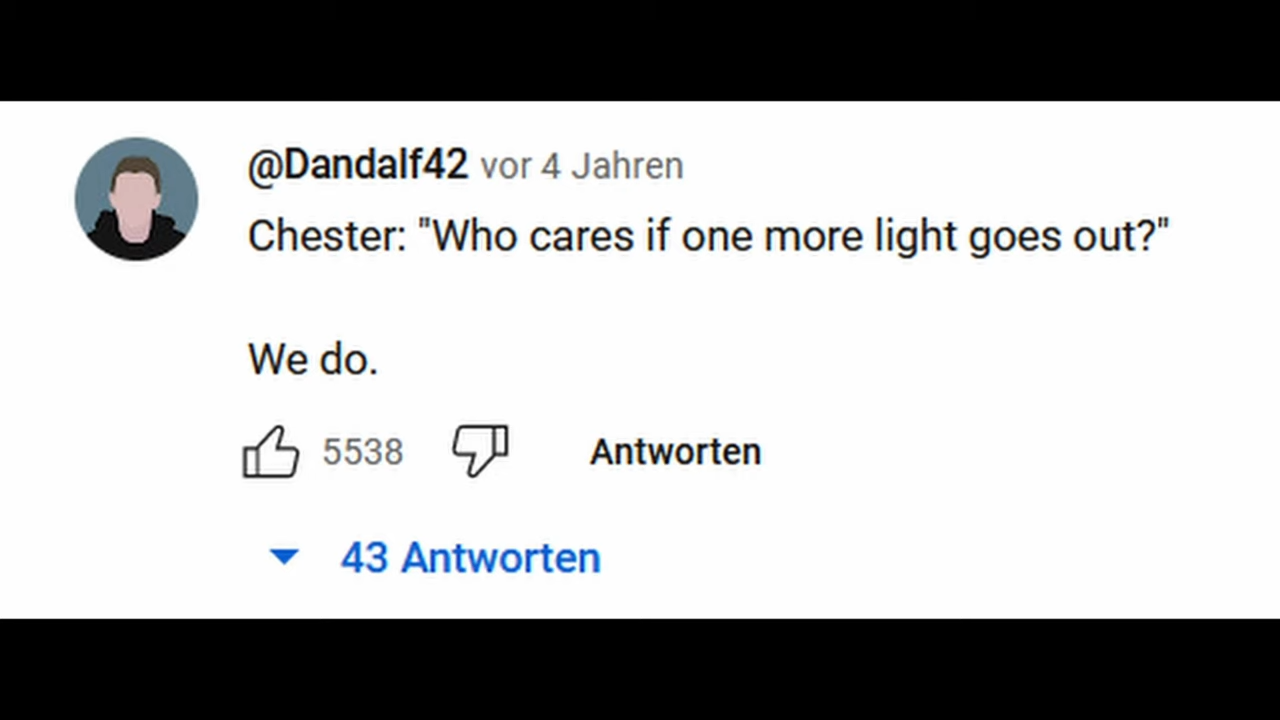 @Dandalf42 vor 4 Jahren
Chester: "Who cares if one more light goes out?"
We do.
5538 Antworten
43 Antworten